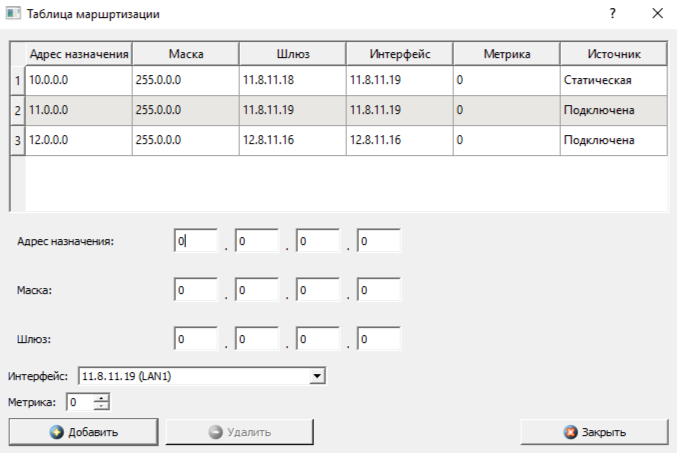 Таблица маршртизации ?
Адрес назначения Маска Шлюз Интерфейс Метрика Источник
1 10.0.0.0 255.0.0.0 11.8.11.18 11.8.11.19 0 Статическая
2 11.0.0.0 255.0.0.0 11.8.11.19 11.8.11.19 0 Подключена
3 12.0.0.0 255.0.0.0 12.8.11.16 12.8.11.16 0 Подключена
Адрес назначения: 0 . 0 . 0 . 0
Маска: 0 . 0 . 0 . 0
Шлюз: 0 . 0 . 0 . 0
Интерфейс: 11.8.11.19 (LAN1)
Метрика: 0
Добавить Удалить Закрыть